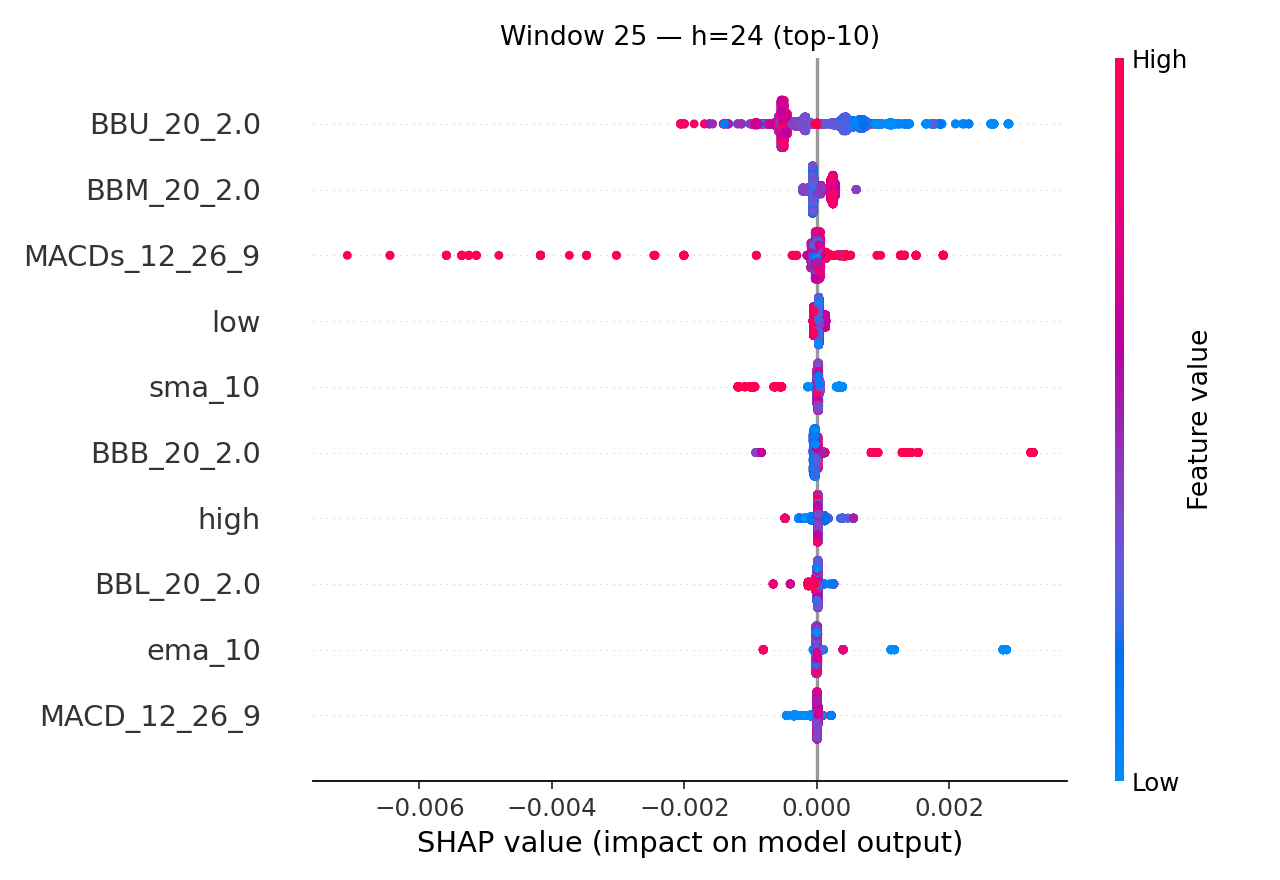 Window 25 — h=24 (top-10)
High
BBU_20_2.0
BBM_20_2.0
MACDs_12_26_9
low
sma_10
BBB_20_2.0
high
BBL_20_2.0
ema_10
MACD_12_26_9
Feature value
Low
−0.006 −0.004 −0.002 0.000 0.002
SHAP value (impact on model output)